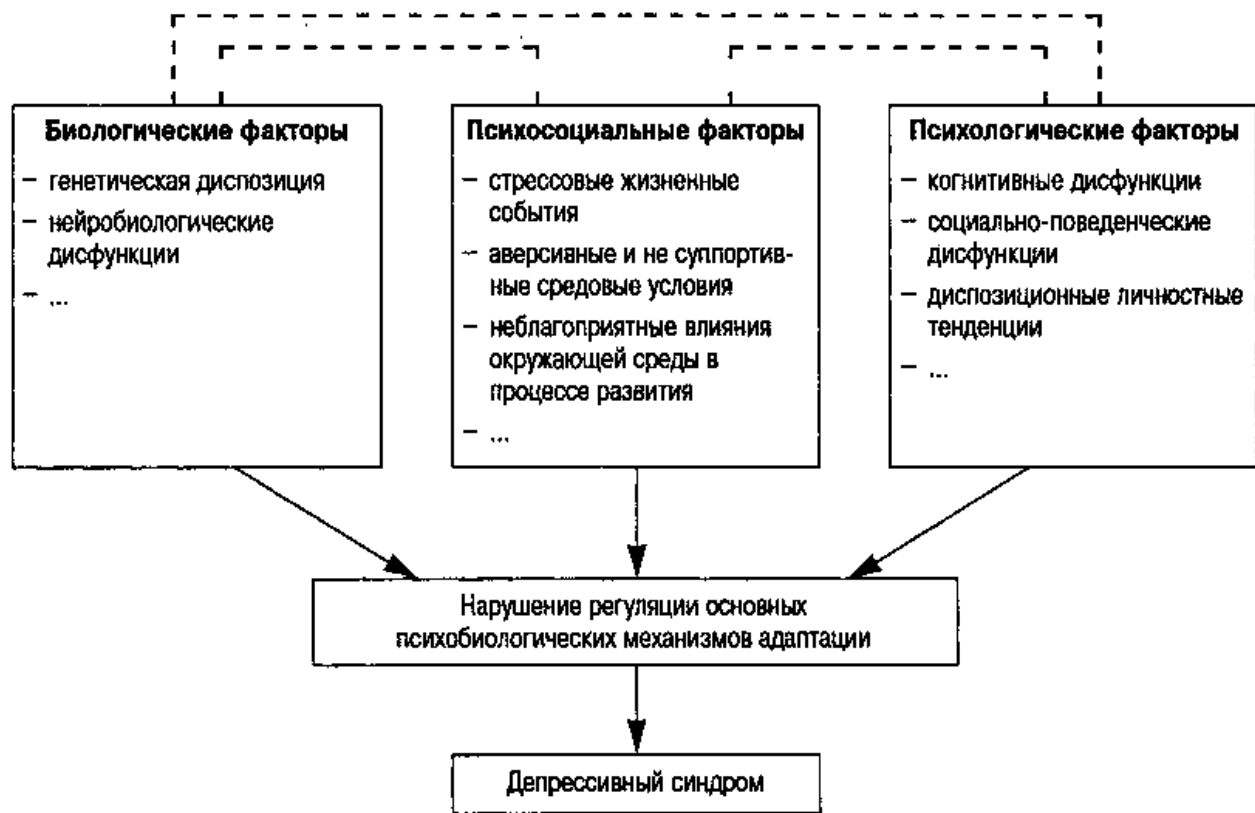 Биологические факторы
– генетическая диспозиция
– нейробиологические
дисфункции
– ...
Психосоциальные факторы
– стрессовые жизненные
события
– аверсивные и не суппортив-
ные средовые условия
– неблагоприятные влияния
окружающей среды в
процессе развития
– ...
Психологические факторы
– когнитивные дисфункции
– социально-поведенческие
дисфункции
– диспозиционные личностные
тенденции
– ...
Нарушение регуляции основных
психобиологических механизмов адаптации
Депрессивный синдром